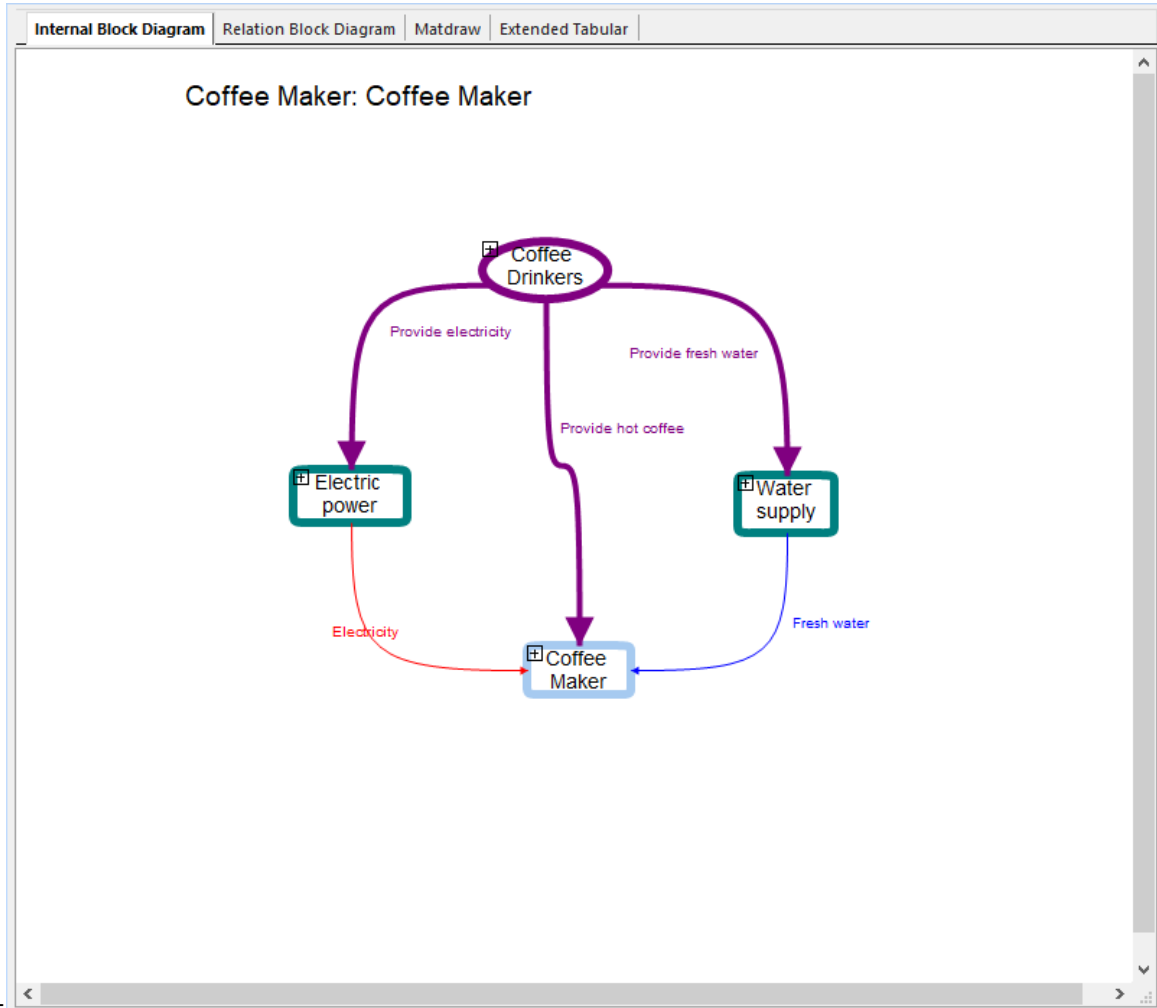 Internal Block Diagram Relation Block Diagram Matdraw Extended Tabular
Coffee Maker: Coffee Maker
Coffee
Drinkers
Provide electricity
Provide fresh water
Provide hot coffee
Electric
power
Water
supply
Electricity
Fresh water
Coffee
Maker